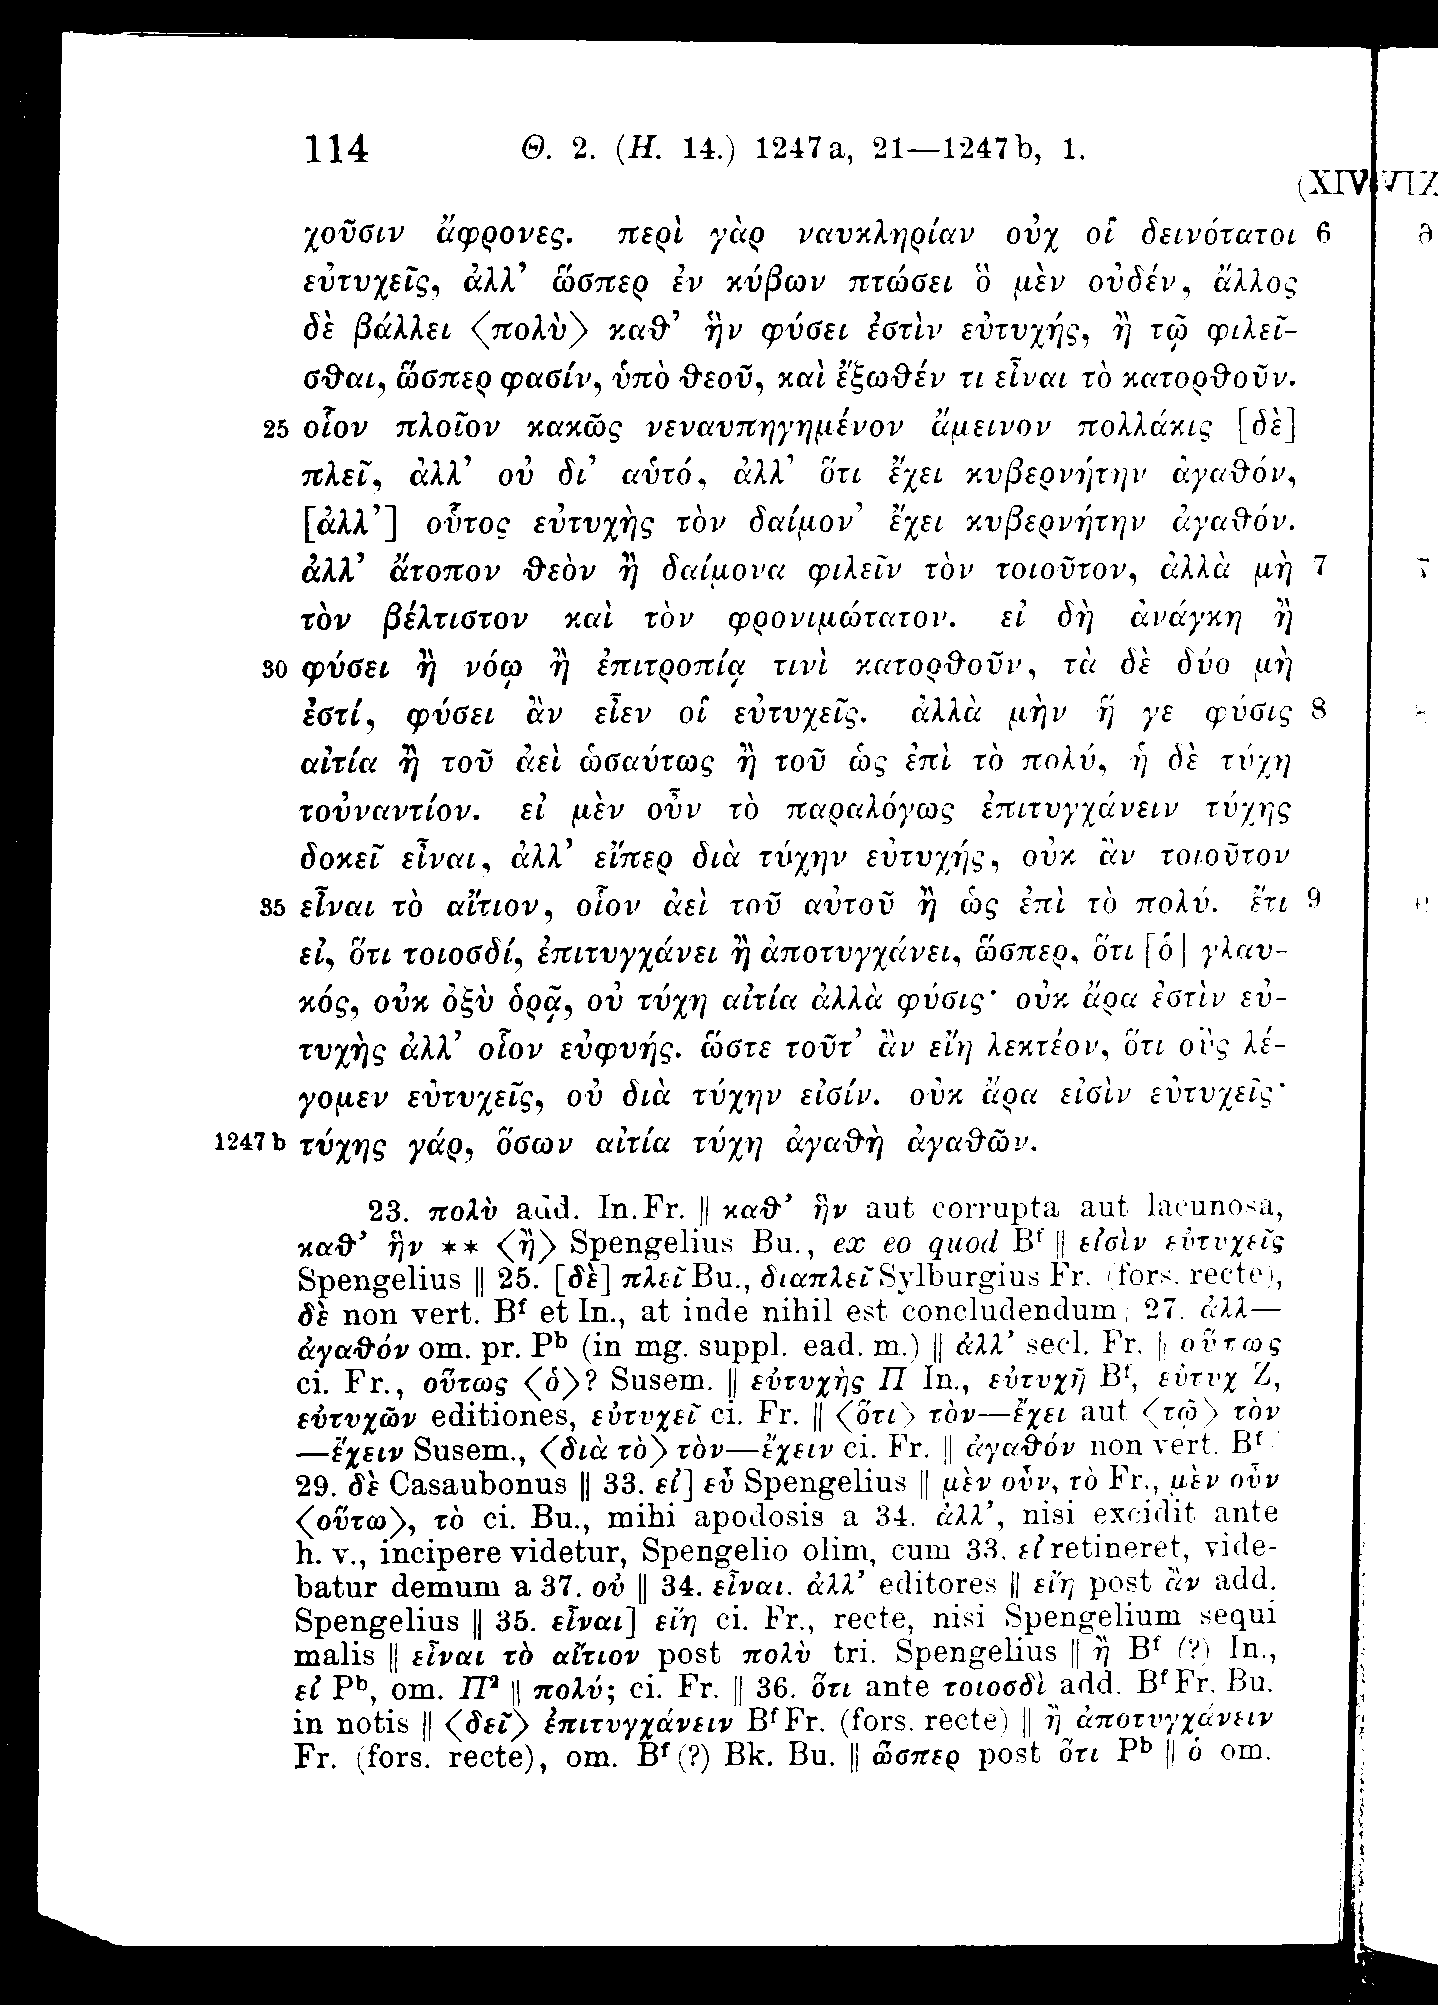 114 Θ. 2. (H. 14.) 1247a, 21—1247b, 1.
(XIV
χοῦσιν ἄφρονες. περὶ γὰρ ναυκληρίαν οὐχ οἱ δεινότατοι 6
εὐτυχεῖς, ἀλλ’ ὥσπερ ἐν κύβων πτώσει ὃ μὲν οὐδέν, ἄλλος
δὲ βάλλει ⟨πολὺ⟩ καθ’ ἣν φύσει ἐστὶν εὐτυχής, ἢ τῷ φιλεῖ-
σθαι, ὥσπερ φασίν, ὑπὸ θεοῦ, καὶ ἔξωθέν τι εἶναι τὸ κατορθοῦν.
25 οἷον πλοῖον κακῶς νεναυπηγημένον ἄμεινον πολλάκις [δὲ]
πλεῖ, ἀλλ’ οὐ δι’ αὑτό, ἀλλ’ ὅτι ἔχει κυβερνήτην ἀγαθόν,
[ἀλλ’] οὗτος εὐτυχὴς τὸν δαίμον’ ἔχει κυβερνήτην ἀγαθόν.
ἀλλ’ ἄτοπον θεὸν ἢ δαίμονα φιλεῖν τὸν τοιοῦτον, ἀλλὰ μὴ 7
τὸν βέλτιστον καὶ τὸν φρονιμώτατον. εἰ δὴ ἀνάγκη ἢ
30 φύσει ἢ νόῳ ἢ ἐπιτροπίᾳ τινὶ κατορθοῦν, τὰ δὲ δύο μὴ
ἐστί, φύσει ἂν εἶεν οἱ εὐτυχεῖς. ἀλλὰ μὴν ἥ γε φύσις 8
αἰτία ἢ τοῦ ἀεὶ ὡσαύτως ἢ τοῦ ὡς ἐπὶ τὸ πολύ, ἡ δὲ τύχη
τοὐναντίον. εἰ μὲν οὖν τὸ παραλόγως ἐπιτυγχάνειν τύχης
δοκεῖ εἶναι, ἀλλ’ εἴπερ διὰ τύχην εὐτυχής, οὐκ ἂν τοιοῦτον
35 εἶναι τὸ αἴτιον, οἷον ἀεὶ τοῦ αὐτοῦ ἢ ὡς ἐπὶ τὸ πολύ. ἔτι 9
εἰ, ὅτι τοιοσδί, ἐπιτυγχάνει ἢ ἀποτυγχάνει, ὥσπερ, ὅτι [ὁ] γλαυ-
κός, οὐκ ὀξὺ ὁρᾷ, οὐ τύχη αἰτία ἀλλὰ φύσις· οὐκ ἄρα ἐστὶν εὐ-
τυχὴς ἀλλ’ οἷον εὐφυής. ὥστε τοῦτ’ ἂν εἴη λεκτέον, ὅτι οὓς λέ-
γομεν εὐτυχεῖς, οὐ διὰ τύχην εἰσίν. οὐκ ἄρα εἰσὶν εὐτυχεῖς·
1247b τύχης γάρ, ὅσων αἰτία τύχη ἀγαθὴ ἀγαθῶν.
23. πολὺ add. In. Fr. || καθ’ ἣν aut corrupta aut lacunosa,
καθ’ ἣν ** ⟨ἢ⟩ Spengelius Bu., ex eo quod Bᶠ || εἰσὶν εὐτυχεῖς
Spengelius || 25. [δὲ] πλεῖ Bu., διαπλεῖ Sylburgius Fr. (fors. recte),
δὲ non vert. Bᶠ et In., at inde nihil est concludendum; 27. ἀλλ—
ἀγαθόν om. pr. Pᵇ (in mg. suppl. ead. m.) || ἀλλ’ secl. Fr. || οὕτως
ci. Fr., οὕτως ⟨ὁ⟩? Susem. || εὐτυχὴς Π In., εὐτυχῆ Bᶠ, εὐτυχ Z,
εὐτυχῶν editiones, εὐτυχεῖ ci. Fr. || ⟨ὅτι⟩ τὸν—ἔχει aut ⟨τῷ⟩ τὸν
—ἔχειν Susem., ⟨διὰ τὸ⟩ τὸν—ἔχειν ci. Fr. || ἀγαθόν non vert. Bᶠ
29. δὲ Casaubonus || 33. εἰ] εὖ Spengelius || μὲν οὖν, τὸ Fr., μὲν οὖν
⟨οὕτω⟩, τὸ ci. Bu., mihi apodosis a 34. ἀλλ’, nisi excidit ante
h. v., incipere videtur, Spengelio olim, cum 33. εἰ retineret, vide-
batur demum a 37. οὐ || 34. εἶναι. ἀλλ’ editores || εἴη post ἂν add.
Spengelius || 35. εἶναι] εἴη ci. Fr., recte, nisi Spengelium sequi
malis || εἶναι τὸ αἴτιον post πολὺ tri. Spengelius || ἢ Bᶠ (?) In.,
εἰ Pᵇ, om. Π² || πολύ; ci. Fr. || 36. ὅτι ante τοιοσδὶ add. Bᶠ Fr. Bu.
in notis || ⟨δεῖ⟩ ἐπιτυγχάνειν Bᶠ Fr. (fors. recte) || ἢ ἀποτυγχάνειν
Fr. (fors. recte), om. Bᶠ (?) Bk. Bu. || ὥσπερ post ὅτι Pᵇ || ὁ om.